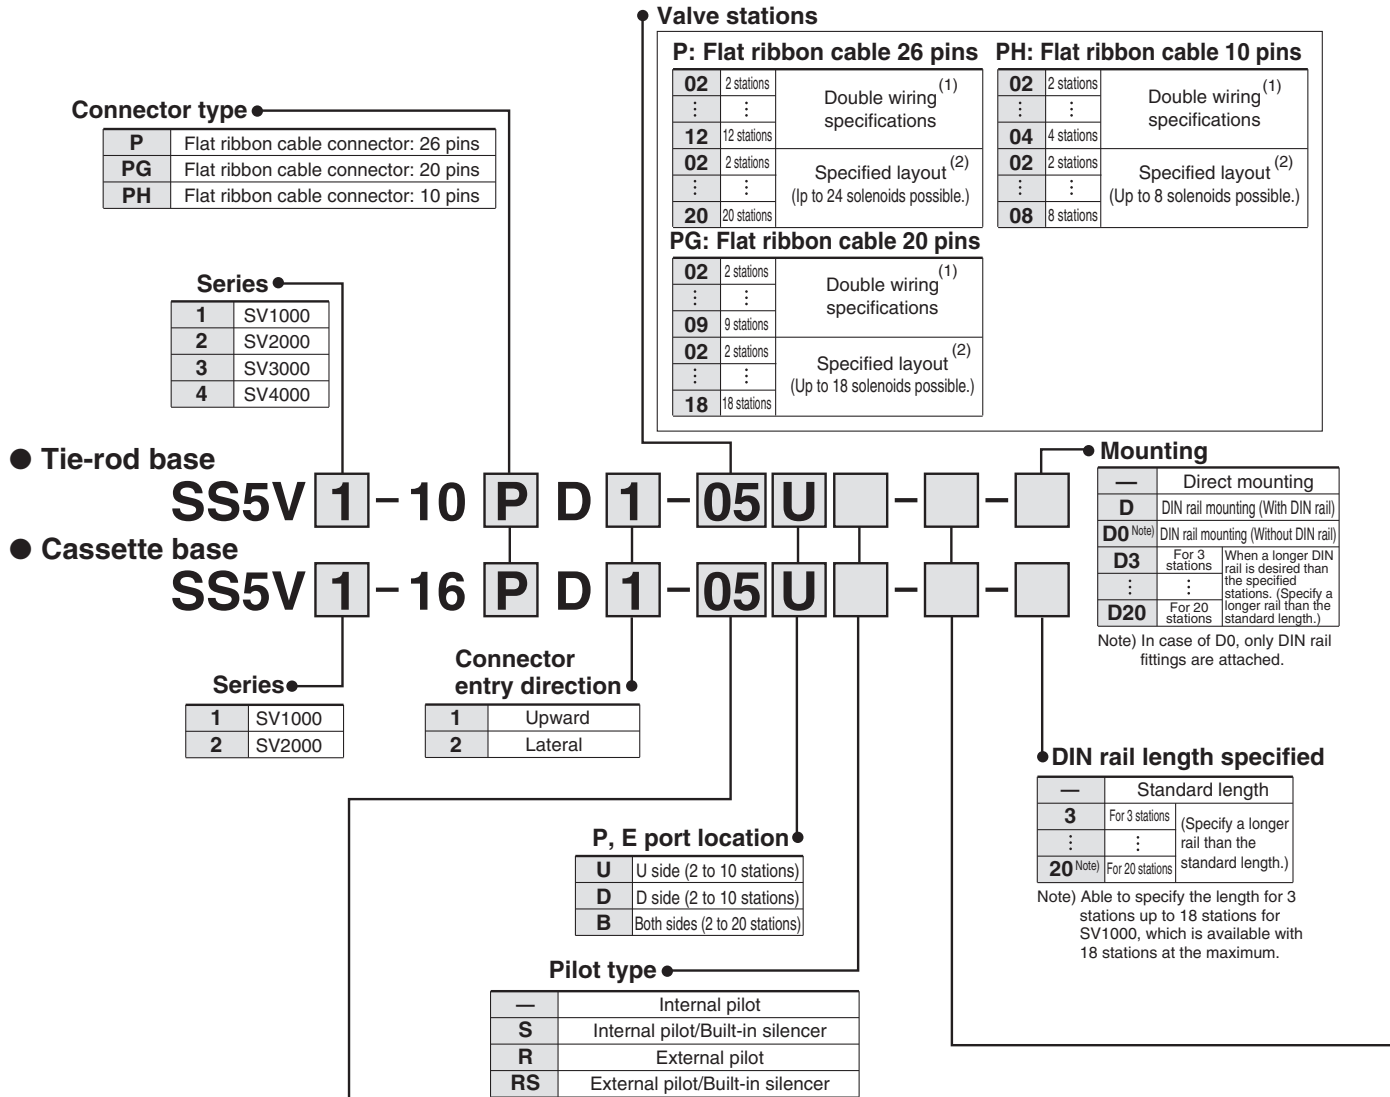 Valve stations
P: Flat ribbon cable 26 pins
02 2 stations
⋮ ⋮
12 12 stations
Double wiring (1)
specifications
02 2 stations
⋮ ⋮
20 20 stations
Specified layout (2)
(Ip to 24 solenoids possible.)
PH: Flat ribbon cable 10 pins
02 2 stations
⋮ ⋮
04 4 stations
Double wiring (1)
specifications
02 2 stations
⋮ ⋮
08 8 stations
Specified layout (2)
(Up to 8 solenoids possible.)
PG: Flat ribbon cable 20 pins
02 2 stations
⋮ ⋮
09 9 stations
Double wiring (1)
specifications
02 2 stations
⋮ ⋮
18 18 stations
Specified layout (2)
(Up to 18 solenoids possible.)
Connector type
P Flat ribbon cable connector: 26 pins
PG Flat ribbon cable connector: 20 pins
PH Flat ribbon cable connector: 10 pins
Series
1 SV1000
2 SV2000
3 SV3000
4 SV4000
● Tie-rod base
SS5V 1 - 10 P D 1 - 05 U - -
● Cassette base
SS5V 1 - 16 P D 1 - 05 U - -
Mounting
— Direct mounting
D DIN rail mounting (With DIN rail)
D0 Note) DIN rail mounting (Without DIN rail)
D3 For 3 stations
⋮ ⋮
D20 For 20 stations
When a longer DIN
rail is desired than
the specified
stations. (Specify a
longer rail than the
standard length.)
Note) In case of D0, only DIN rail
fittings are attached.
Series
1 SV1000
2 SV2000
Connector
entry direction
1 Upward
2 Lateral
DIN rail length specified
— Standard length
3 For 3 stations
⋮ ⋮
20 Note) For 20 stations
(Specify a longer
rail than the
standard length.)
Note) Able to specify the length for 3
stations up to 18 stations for
SV1000, which is available with
18 stations at the maximum.
P, E port location
U U side (2 to 10 stations)
D D side (2 to 10 stations)
B Both sides (2 to 20 stations)
Pilot type
— Internal pilot
S Internal pilot/Built-in silencer
R External pilot
RS External pilot/Built-in silencer